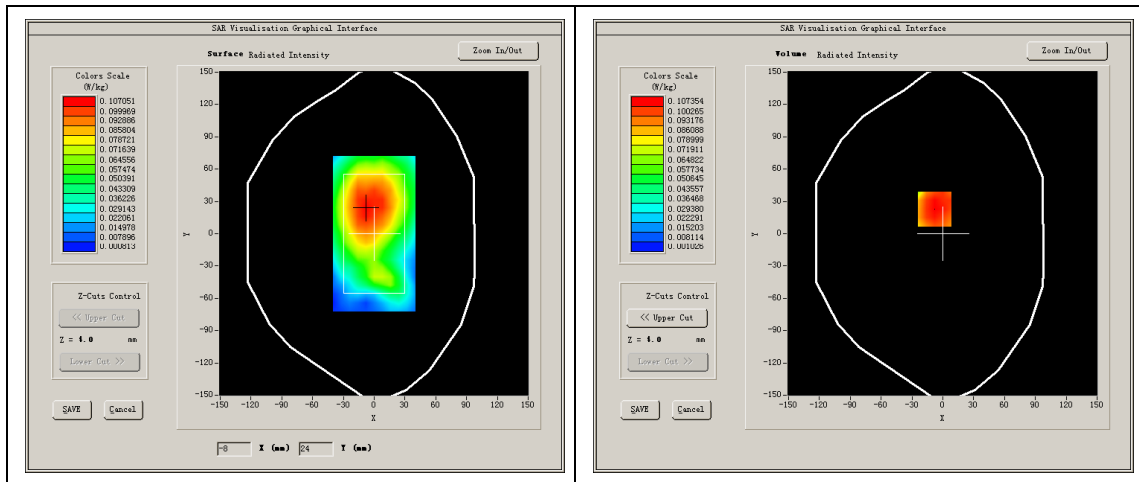 SAR Visualisation Graphical Interface
Surface Radiated Intensity
Zoom In/Out
Colors Scale
(W/kg)
0.107051
0.099969
0.092886
0.085804
0.078721
0.071639
0.064556
0.057474
0.050391
0.043309
0.036226
0.029143
0.022061
0.014978
0.007896
0.000813
150
120
90
60
30
0
-30
-60
-90
-120
-150
Y
-150 -120 -90 -60 -30 0 30 60 90 120 150
X
Z-Cuts Control
<< Upper Cut
Z = 4.0 mm
Lower Cut >>
SAVE Cancel
-8 X (mm) 24 Y (mm)
SAR Visualisation Graphical Interface
Volume Radiated Intensity
Zoom In/Out
Colors Scale
(W/kg)
0.107354
0.100265
0.093176
0.086088
0.078999
0.071911
0.064822
0.057734
0.050645
0.043557
0.036468
0.029380
0.022291
0.015203
0.008114
0.001026
150
120
90
60
30
0
-30
-60
-90
-120
-150
Y
-150 -120 -90 -60 -30 0 30 60 90 120 150
X
Z-Cuts Control
<< Upper Cut
Z = 4.0 mm
Lower Cut >>
SAVE Cancel